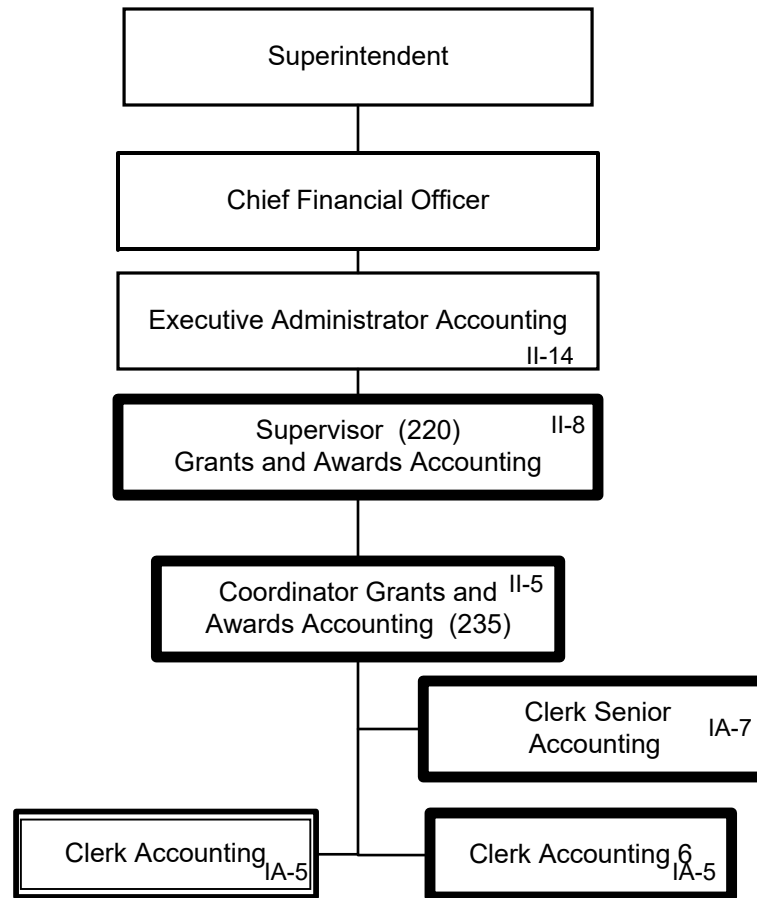 Superintendent
Chief Financial Officer
Executive Administrator Accounting
II-14
Supervisor (220)
II-8
Grants and Awards Accounting
Coordinator Grants and
II-5
Awards Accounting (235)
Clerk Senior
Accounting
IA-7
Clerk Accounting
IA-5
Clerk Accounting 6
IA-5